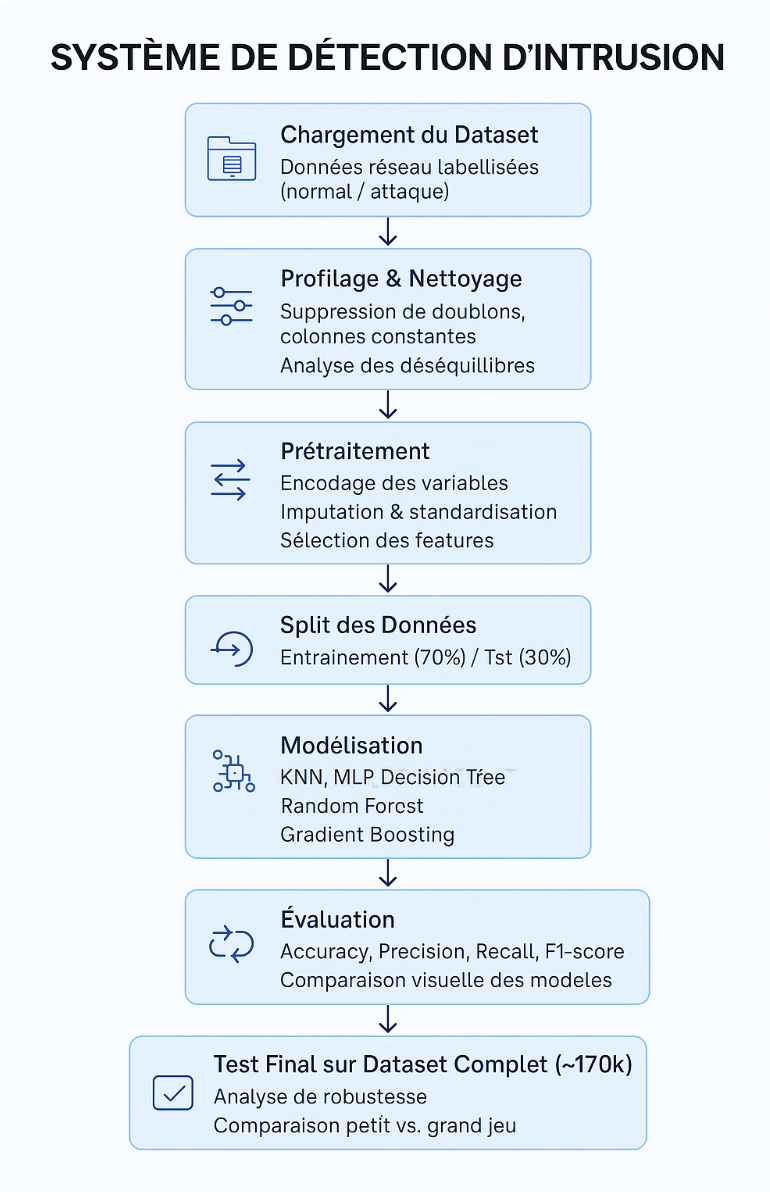 SYSTÈME DE DÉTECTION D'INTRUSION
Chargement du Dataset
Données réseau labellisées
(normal / attaque)
Profilage & Nettoyage
Suppression de doublons,
colonnes constantes
Analyse des déséquillibres
Prétraitement
Encodage des variables
Imputation & standardisation
Sélection des features
Split des Données
Entrainement (70%) / Tst (30%)
Modélisation
KNN, MLP Decision Tree
Random Forest
Gradient Boosting
Évaluation
Accuracy, Precision, Recall, F1-score
Comparaison visuelle des modeles
Test Final sur Dataset Complet (~170k)
Analyse de robustesse
Comparaison petit vs. grand jeu